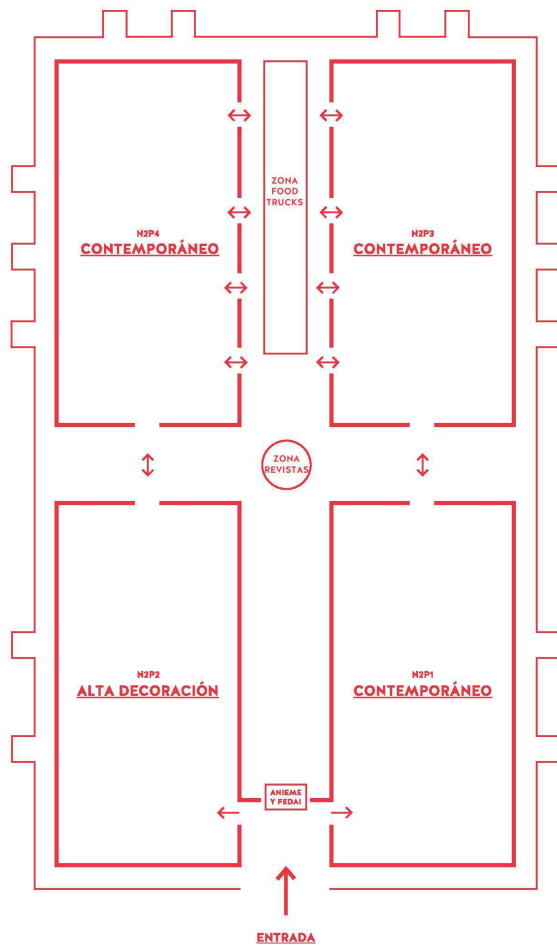 ZONA
FOOD
TRUCKS
N2P4
CONTEMPORÁNEO
N2P3
CONTEMPORÁNEO
ZONA
REVISTAS
N2P2
ALTA DECORACIÓN
N2P1
CONTEMPORÁNEO
ANIEME
Y FEDAI
ENTRADA